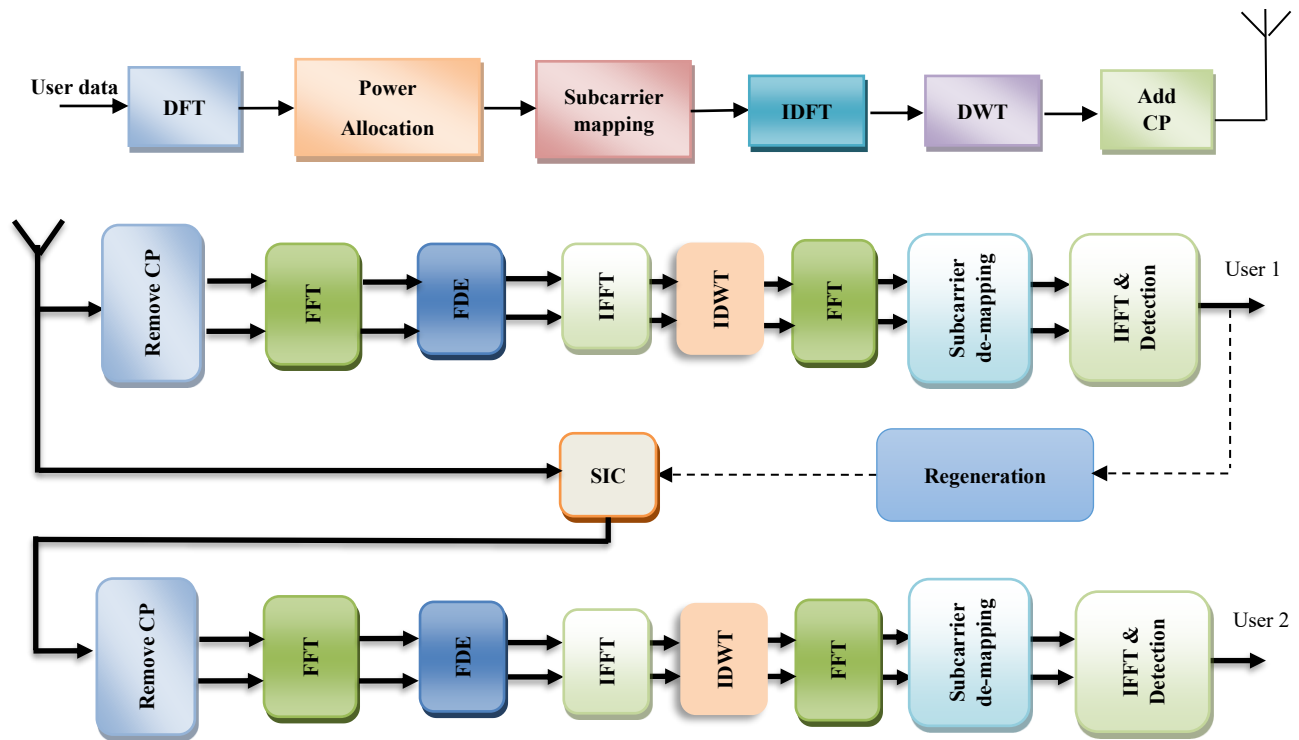 User data
DFT
Power
Allocation
Subcarrier
mapping
IDFT
DWT
Add
CP
Remove CP
FFT
FDE
IFFT
IDWT
FFT
Subcarrier
de-mapping
IFFT &
Detection
User 1
SIC
Regeneration
Remove CP
FFT
FDE
IFFT
IDWT
FFT
Subcarrier
de-mapping
IFFT &
Detection
User 2